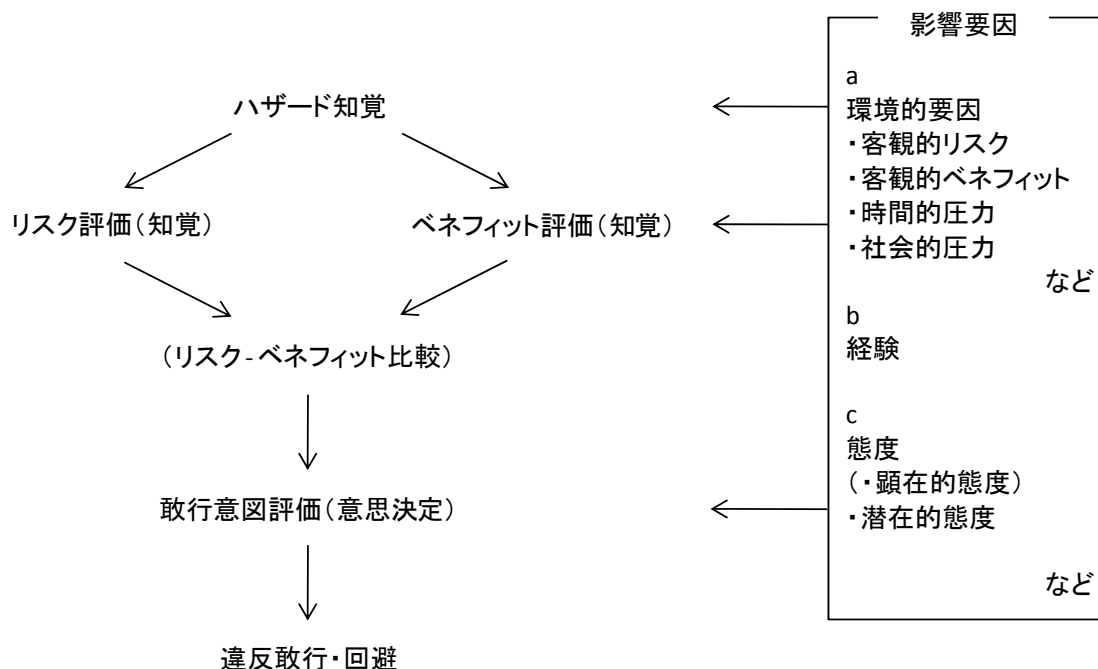 影響要因
ハザード知覚
リスク評価(知覚)
ベネフィット評価(知覚)
(リスク-ベネフィット比較)
敢行意図評価(意思決定)
違反敢行・回避
a
環境的要因
・客観的リスク
・客観的ベネフィット
・時間的圧力
・社会的圧力
など
b
経験
c
態度
(・顕在的態度)
・潜在的態度
など